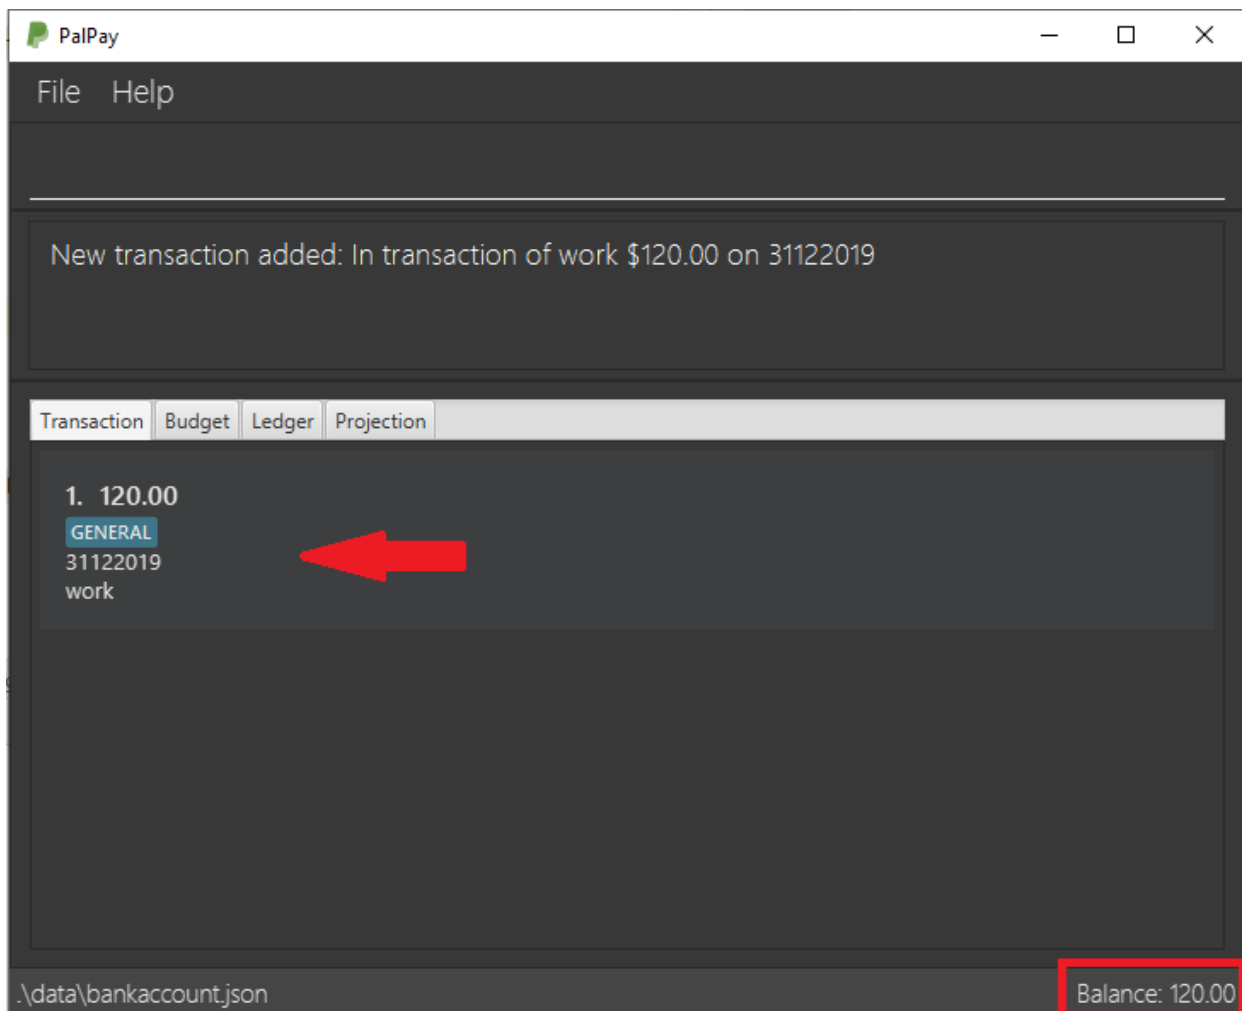 PalPay
File Help
New transaction added: In transaction of work $120.00 on 31122019
Transaction Budget Ledger Projection
1. 120.00
GENERAL
31122019
work
.\data\bankaccount.json Balance: 120.00